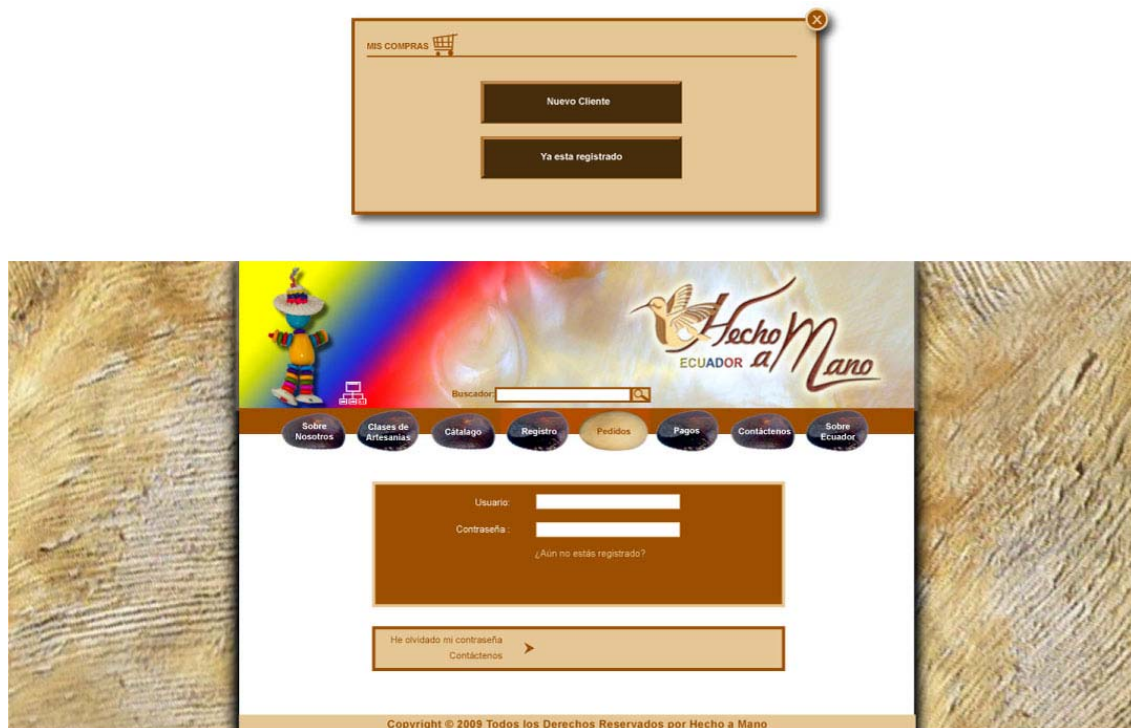 MIS COMPRAS
Nuevo Cliente
Ya esta registrado
Hecho
a Mano
ECUADOR
Buscador:
Sobre
Nosotros
Clases de
Artesanias
Cátalago
Registro
Pedidos
Pagos
Contáctenos
Sobre
Ecuador
Usuario:
Contraseña :
¿Aún no estás registrado?
He olvidado mi contraseña
Contáctenos
Copyright © 2009 Todos los Derechos Reservados por Hecho a Mano